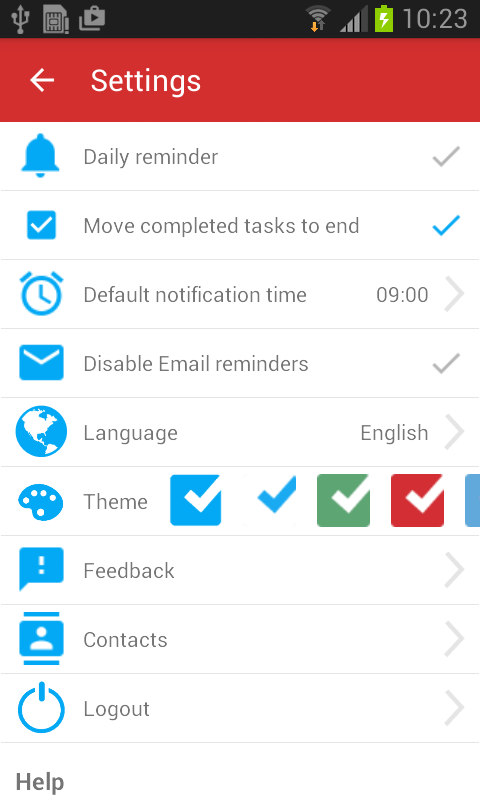 10:23
Settings
Daily reminder
Move completed tasks to end
Default notification time 09:00
Disable Email reminders
Language English
Theme
Feedback
Contacts
Logout
Help